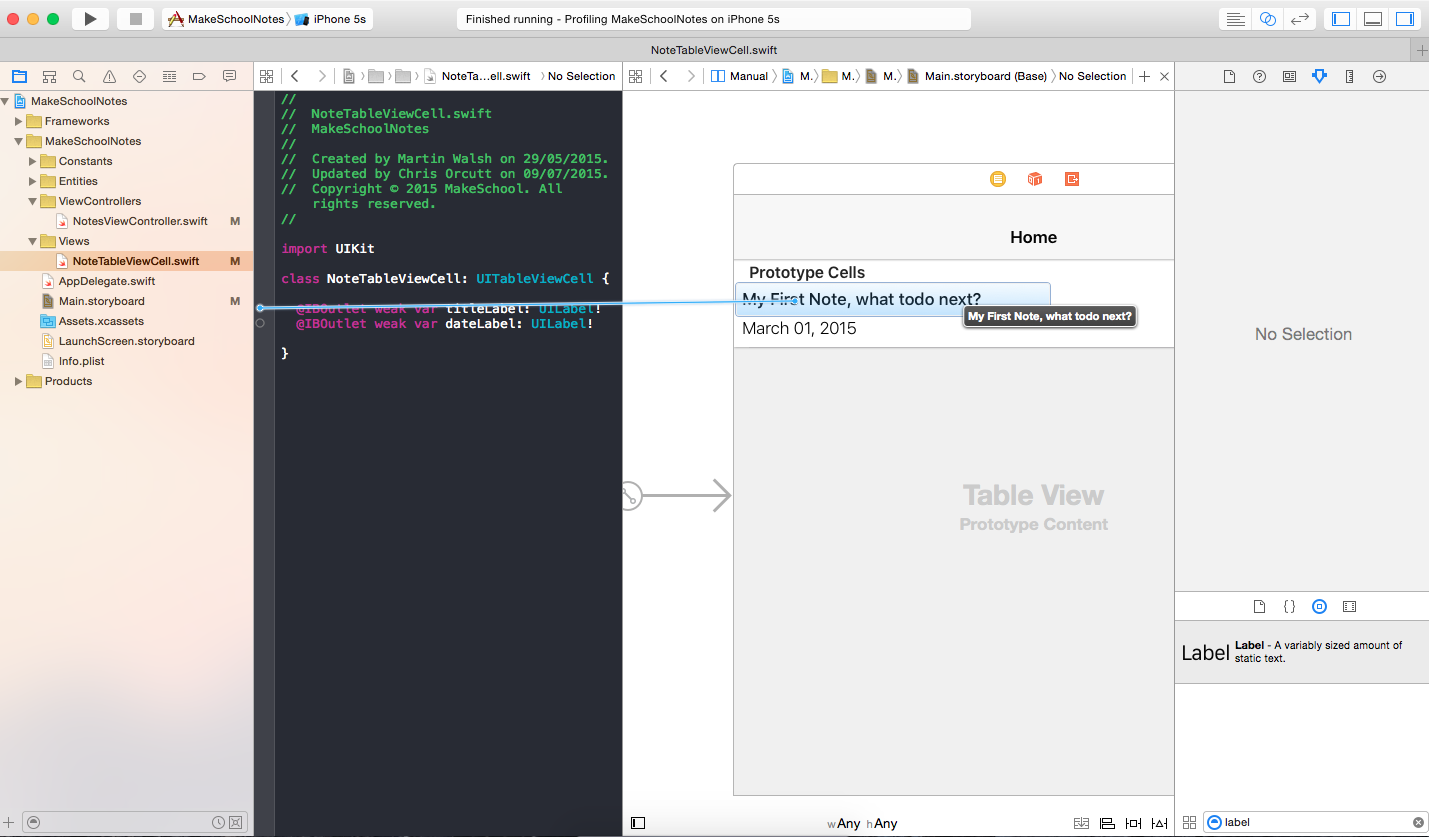 MakeSchoolNotes
iPhone 5s
Finished running - Profiling MakeSchoolNotes on iPhone 5s
NoteTableViewCell.swift
NoteTa...ell.swift
No Selection
Manual
M.
M.
M.
Main.storyboard (Base)
No Selection
MakeSchoolNotes
Frameworks
MakeSchoolNotes
Constants
Entities
ViewControllers
NotesViewController.swift M
Views
NoteTableViewCell.swift M
AppDelegate.swift
Main.storyboard M
Assets.xcassets
LaunchScreen.storyboard
Info.plist
Products
//
// NoteTableViewCell.swift
// MakeSchoolNotes
//
// Created by Martin Walsh on 29/05/2015.
// Updated by Chris Orcutt on 09/07/2015.
// Copyright © 2015 MakeSchool. All
rights reserved.
//
import UIKit
class NoteTableViewCell: UITableViewCell {
@IBOutlet weak var titleLabel: UILabel!
@IBOutlet weak var dateLabel: UILabel!
}
Home
Prototype Cells
My First Note, what todo next?
My First Note, what todo next?
March 01, 2015
Table View
Prototype Content
wAny hAny
No Selection
Label
Label - A variably sized amount of
static text.
label